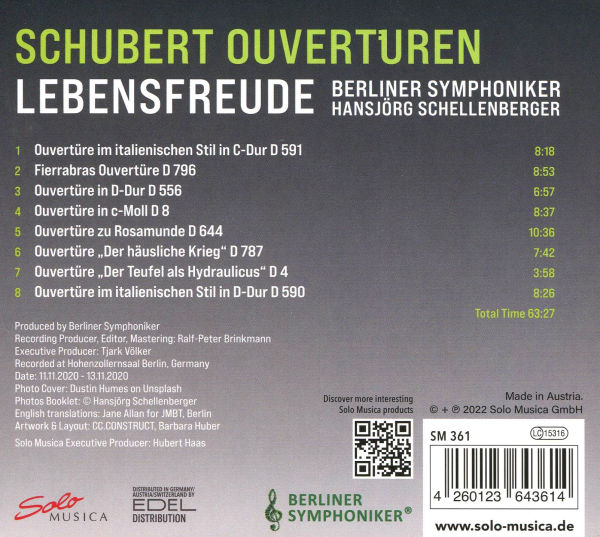 SCHUBERT OUVERTÜREN
LEBENSFREUDE
BERLINER SYMPHONIKER
HANSJÖRG SCHELLENBERGER
1 Ouvertüre im italienischen Stil in C-Dur D 591 8:18
2 Fierrabras Ouvertüre D 796 8:53
3 Ouvertüre in D-Dur D 556 6:57
4 Ouvertüre in c-Moll D 8 8:37
5 Ouvertüre zu Rosamunde D 644 10:36
6 Ouvertüre „Der häusliche Krieg“ D 787 7:42
7 Ouvertüre „Der Teufel als Hydraulicus“ D 4 3:58
8 Ouvertüre im italienischen Stil in D-Dur D 590 8:26
Total Time 63:27
Produced by Berliner Symphoniker
Recording Producer, Editor, Mastering: Ralf-Peter Brinkmann
Executive Producer: Tjark Völker
Recorded at Hohenzollernsaal Berlin, Germany
Date: 11.11.2020 - 13.11.2020
Photo Cover: Dustin Humes on Unsplash
Photos Booklet: © Hansjörg Schellenberger
English translations: Jane Allan for JMBT, Berlin
Artwork & Layout: CC.CONSTRUCT, Barbara Huber
Solo Musica Executive Producer: Hubert Haas
Discover more interesting
Solo Musica products
Made in Austria.
© + ℗ 2022 Solo Musica GmbH
SM 361
LC 15316
4 260123 643614
www.solo-musica.de
Solo
MUSICA
DISTRIBUTED IN GERMANY/
AUSTRIA/SWITZERLAND BY
EDEL
DISTRIBUTION
BERLINER
SYMPHONIKER®